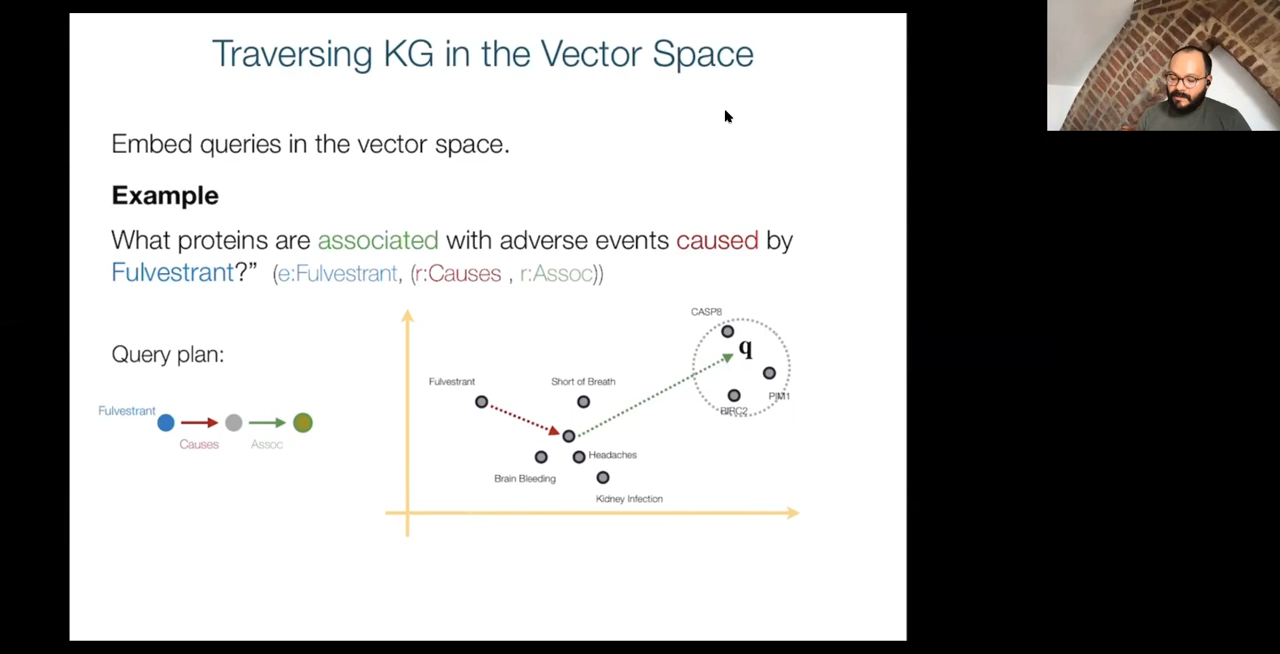 Traversing KG in the Vector Space
Embed queries in the vector space.
Example
What proteins are associated with adverse events caused by
Fulvestrant?” (e:Fulvestrant, (r:Causes , r:Assoc))
Query plan:
Fulvestrant
Causes
Assoc
CASP8
q
PIM1
BIRC2
Fulvestrant
Short of Breath
Headaches
Brain Bleeding
Kidney Infection